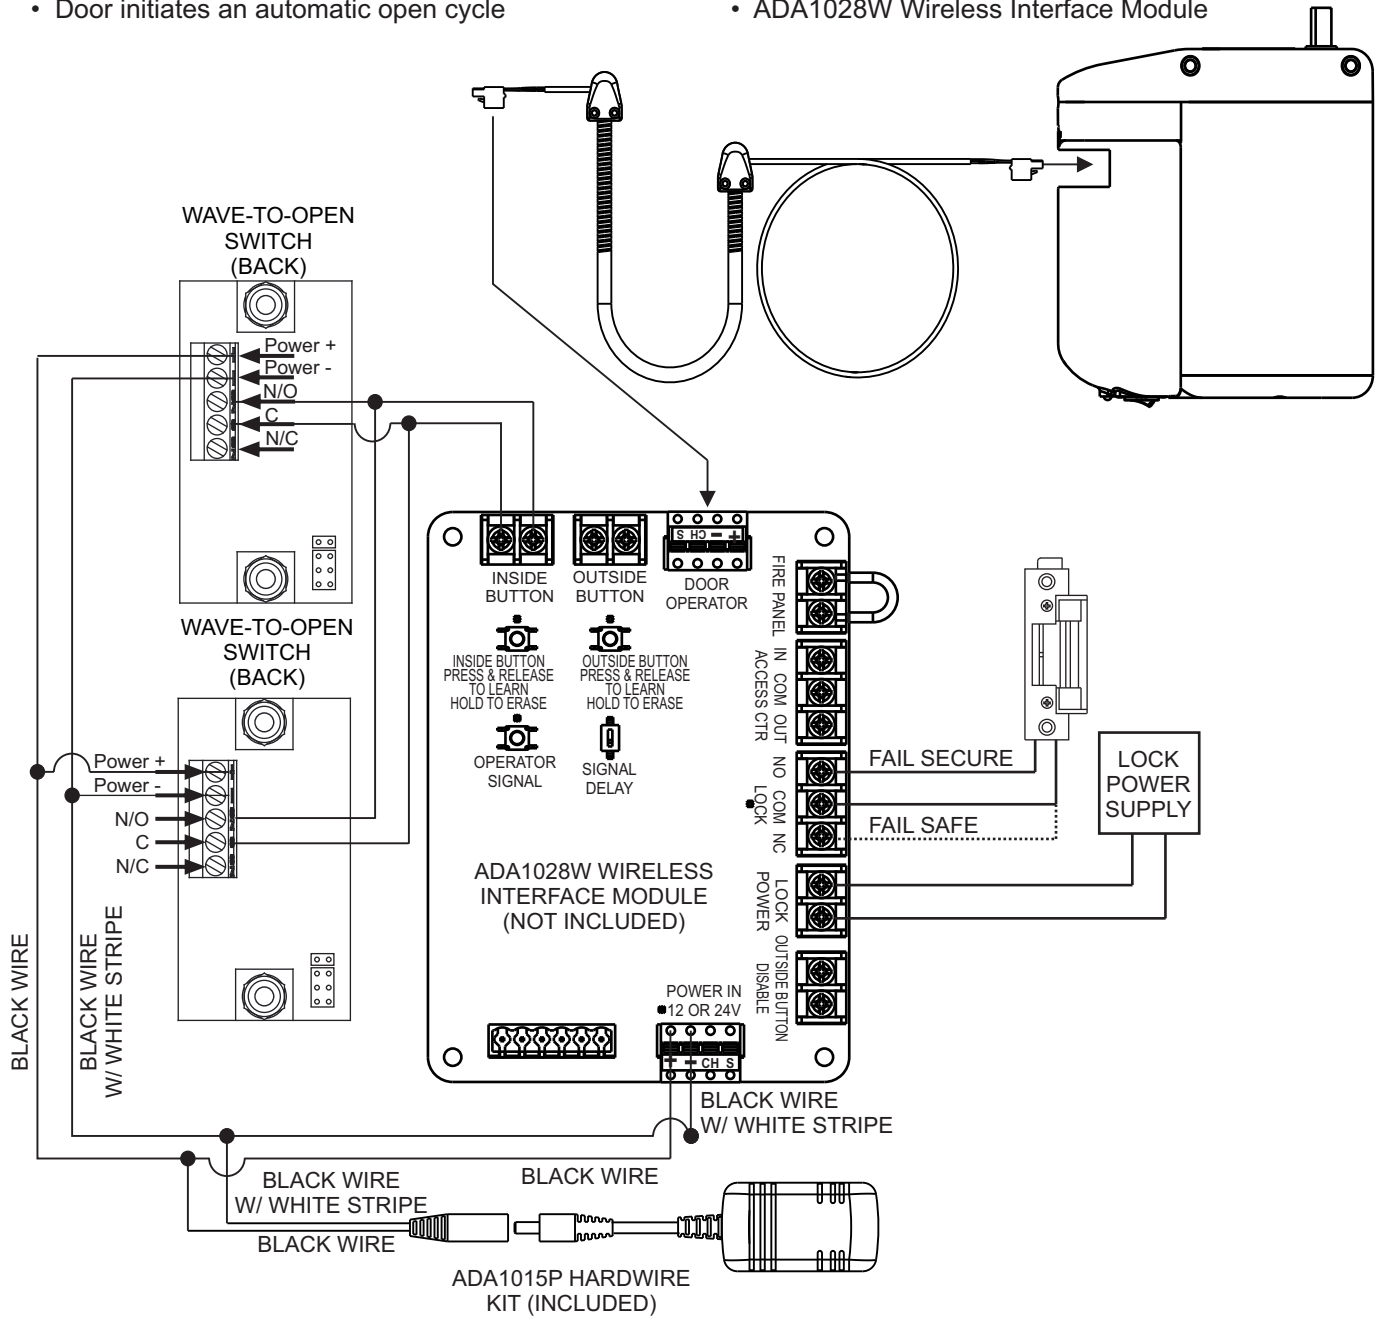 • Door initiates an automatic open cycle
• ADA1028W Wireless Interface Module
WAVE-TO-OPEN
SWITCH
(BACK)
Power +
Power -
N/O
C
N/C
WAVE-TO-OPEN
SWITCH
(BACK)
Power +
Power -
N/O
C
N/C
BLACK WIRE
BLACK WIRE
W/ WHITE STRIPE
INSIDE
BUTTON
OUTSIDE
BUTTON
S CH − +
DOOR
OPERATOR
INSIDE BUTTON
PRESS & RELEASE
TO LEARN
HOLD TO ERASE
OUTSIDE BUTTON
PRESS & RELEASE
TO LEARN
HOLD TO ERASE
OPERATOR
SIGNAL
SIGNAL
DELAY
FIRE PANEL
IN COM OUT
ACCESS CTR
NO COM NC
LOCK
LOCK
POWER
OUTSIDE BUTTON
DISABLE
FAIL SECURE
FAIL SAFE
LOCK
POWER
SUPPLY
ADA1028W WIRELESS
INTERFACE MODULE
(NOT INCLUDED)
POWER IN
12 OR 24V
+ − CH S
BLACK WIRE
W/ WHITE STRIPE
BLACK WIRE
BLACK WIRE
W/ WHITE STRIPE
BLACK WIRE
ADA1015P HARDWIRE
KIT (INCLUDED)